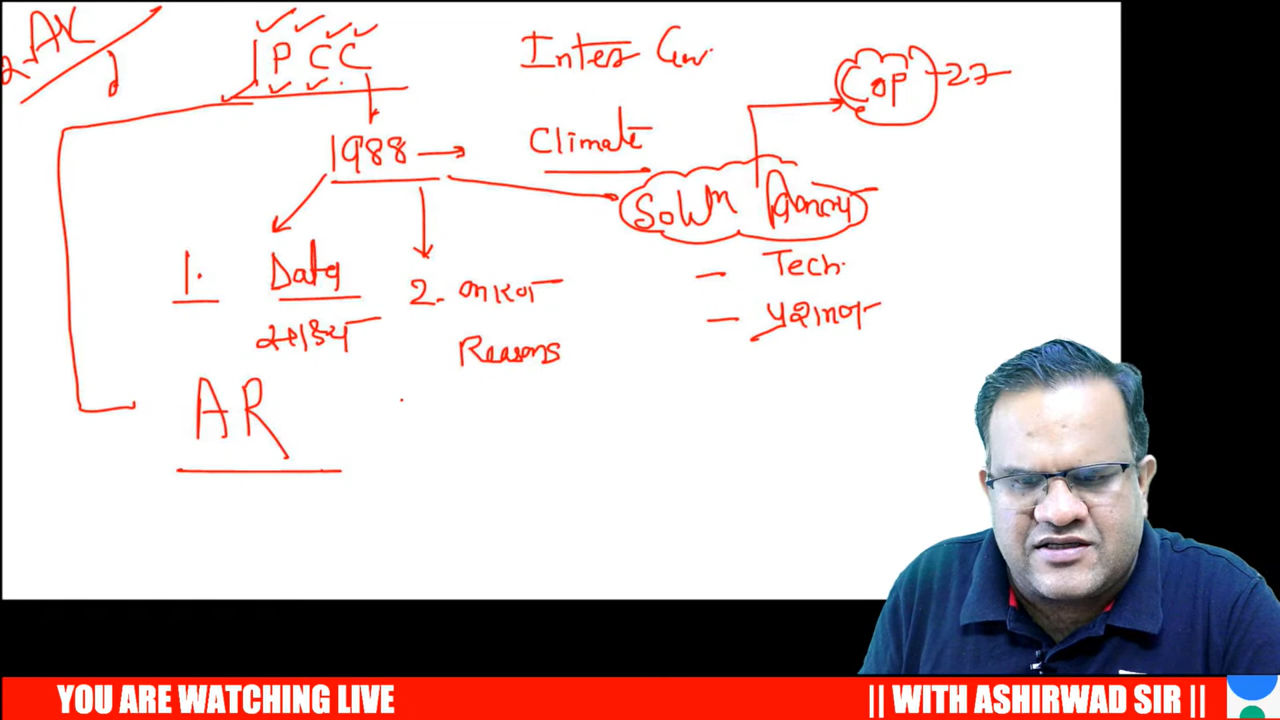 AR
IPCC
Inter Gov.
COP-27
1988
Climate
Solⁿ
1. Data
2. कारण
Tech.
Reasons
AR
YOU ARE WATCHING LIVE
|| WITH ASHIRWAD SIR ||